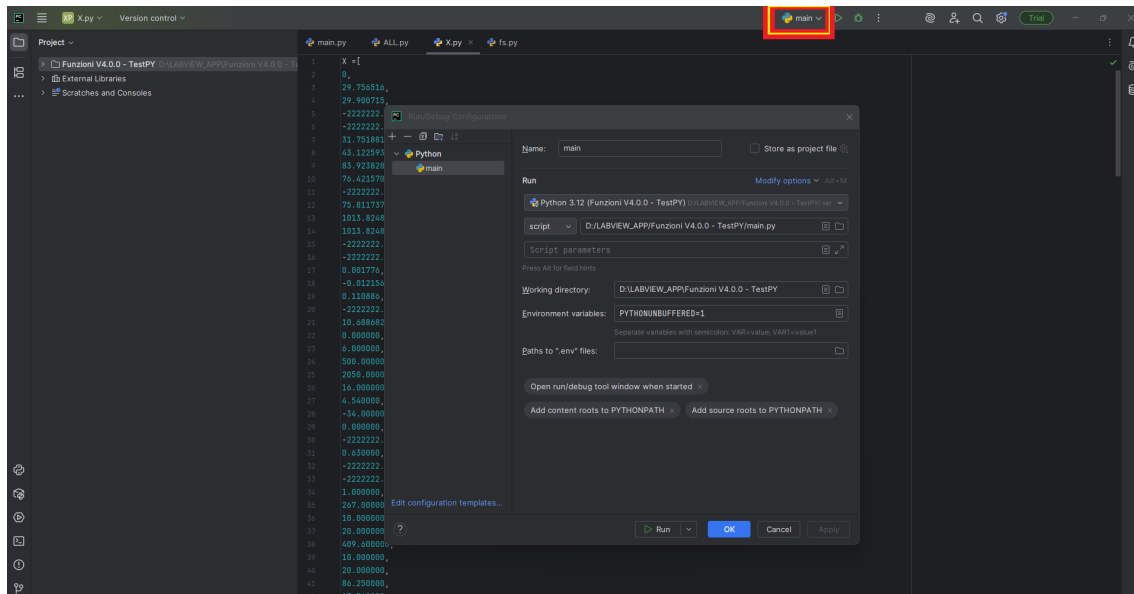 PC XP X.py Version control main Trial
Project
main.py ALL.py X.py fs.py
Funzioni V4.0.0 - TestPY D:\LABVIEW_APP\Funzioni V4.0.0 - Te
External Libraries
Scratches and Consoles
1 X =[
2 0,
3 29.756516,
4 29.900715,
5 -2222222.
6 -2222222.
7 31.751881
8 43.122593
9 83.923828
10 76.421570
11 -2222222.
12 75.811737
13 1013.8248
14 1013.8248
15 -2222222.
16 -2222222.
17 0.001776,
18 -0.012156
19 0.110886,
20 -2222222.
21 10.688682
22 0.000000,
23 6.000000,
24 500.00000
25 2050.0000
26 16.000000
27 4.540000,
28 -34.00000
29 0.000000,
30 -2222222.
31 0.630000,
32 -2222222.
33 -2222222.
34 1.000000,
35 267.00000
36 10.000000
37 20.000000
38 409.600000,
39 10.000000,
40 20.000000,
41 86.250000,
Run/Debug Configurations
Python
main
Edit configuration templates...
Name: main Store as project file
Run Modify options Alt+M
Python 3.12 (Funzioni V4.0.0 - TestPY) D:/LABVIEW_APP/Funzioni V4.0.0 - TestPY/.ver
script D:/LABVIEW_APP/Funzioni V4.0.0 - TestPY/main.py
Script parameters
Press Alt for field hints
Working directory: D:\LABVIEW_APP\Funzioni V4.0.0 - TestPY
Environment variables: PYTHONUNBUFFERED=1
Separate variables with semicolon: VAR=value; VAR1=value1
Paths to ".env" files:
Open run/debug tool window when started ×
Add content roots to PYTHONPATH × Add source roots to PYTHONPATH ×
? Run OK Cancel Apply